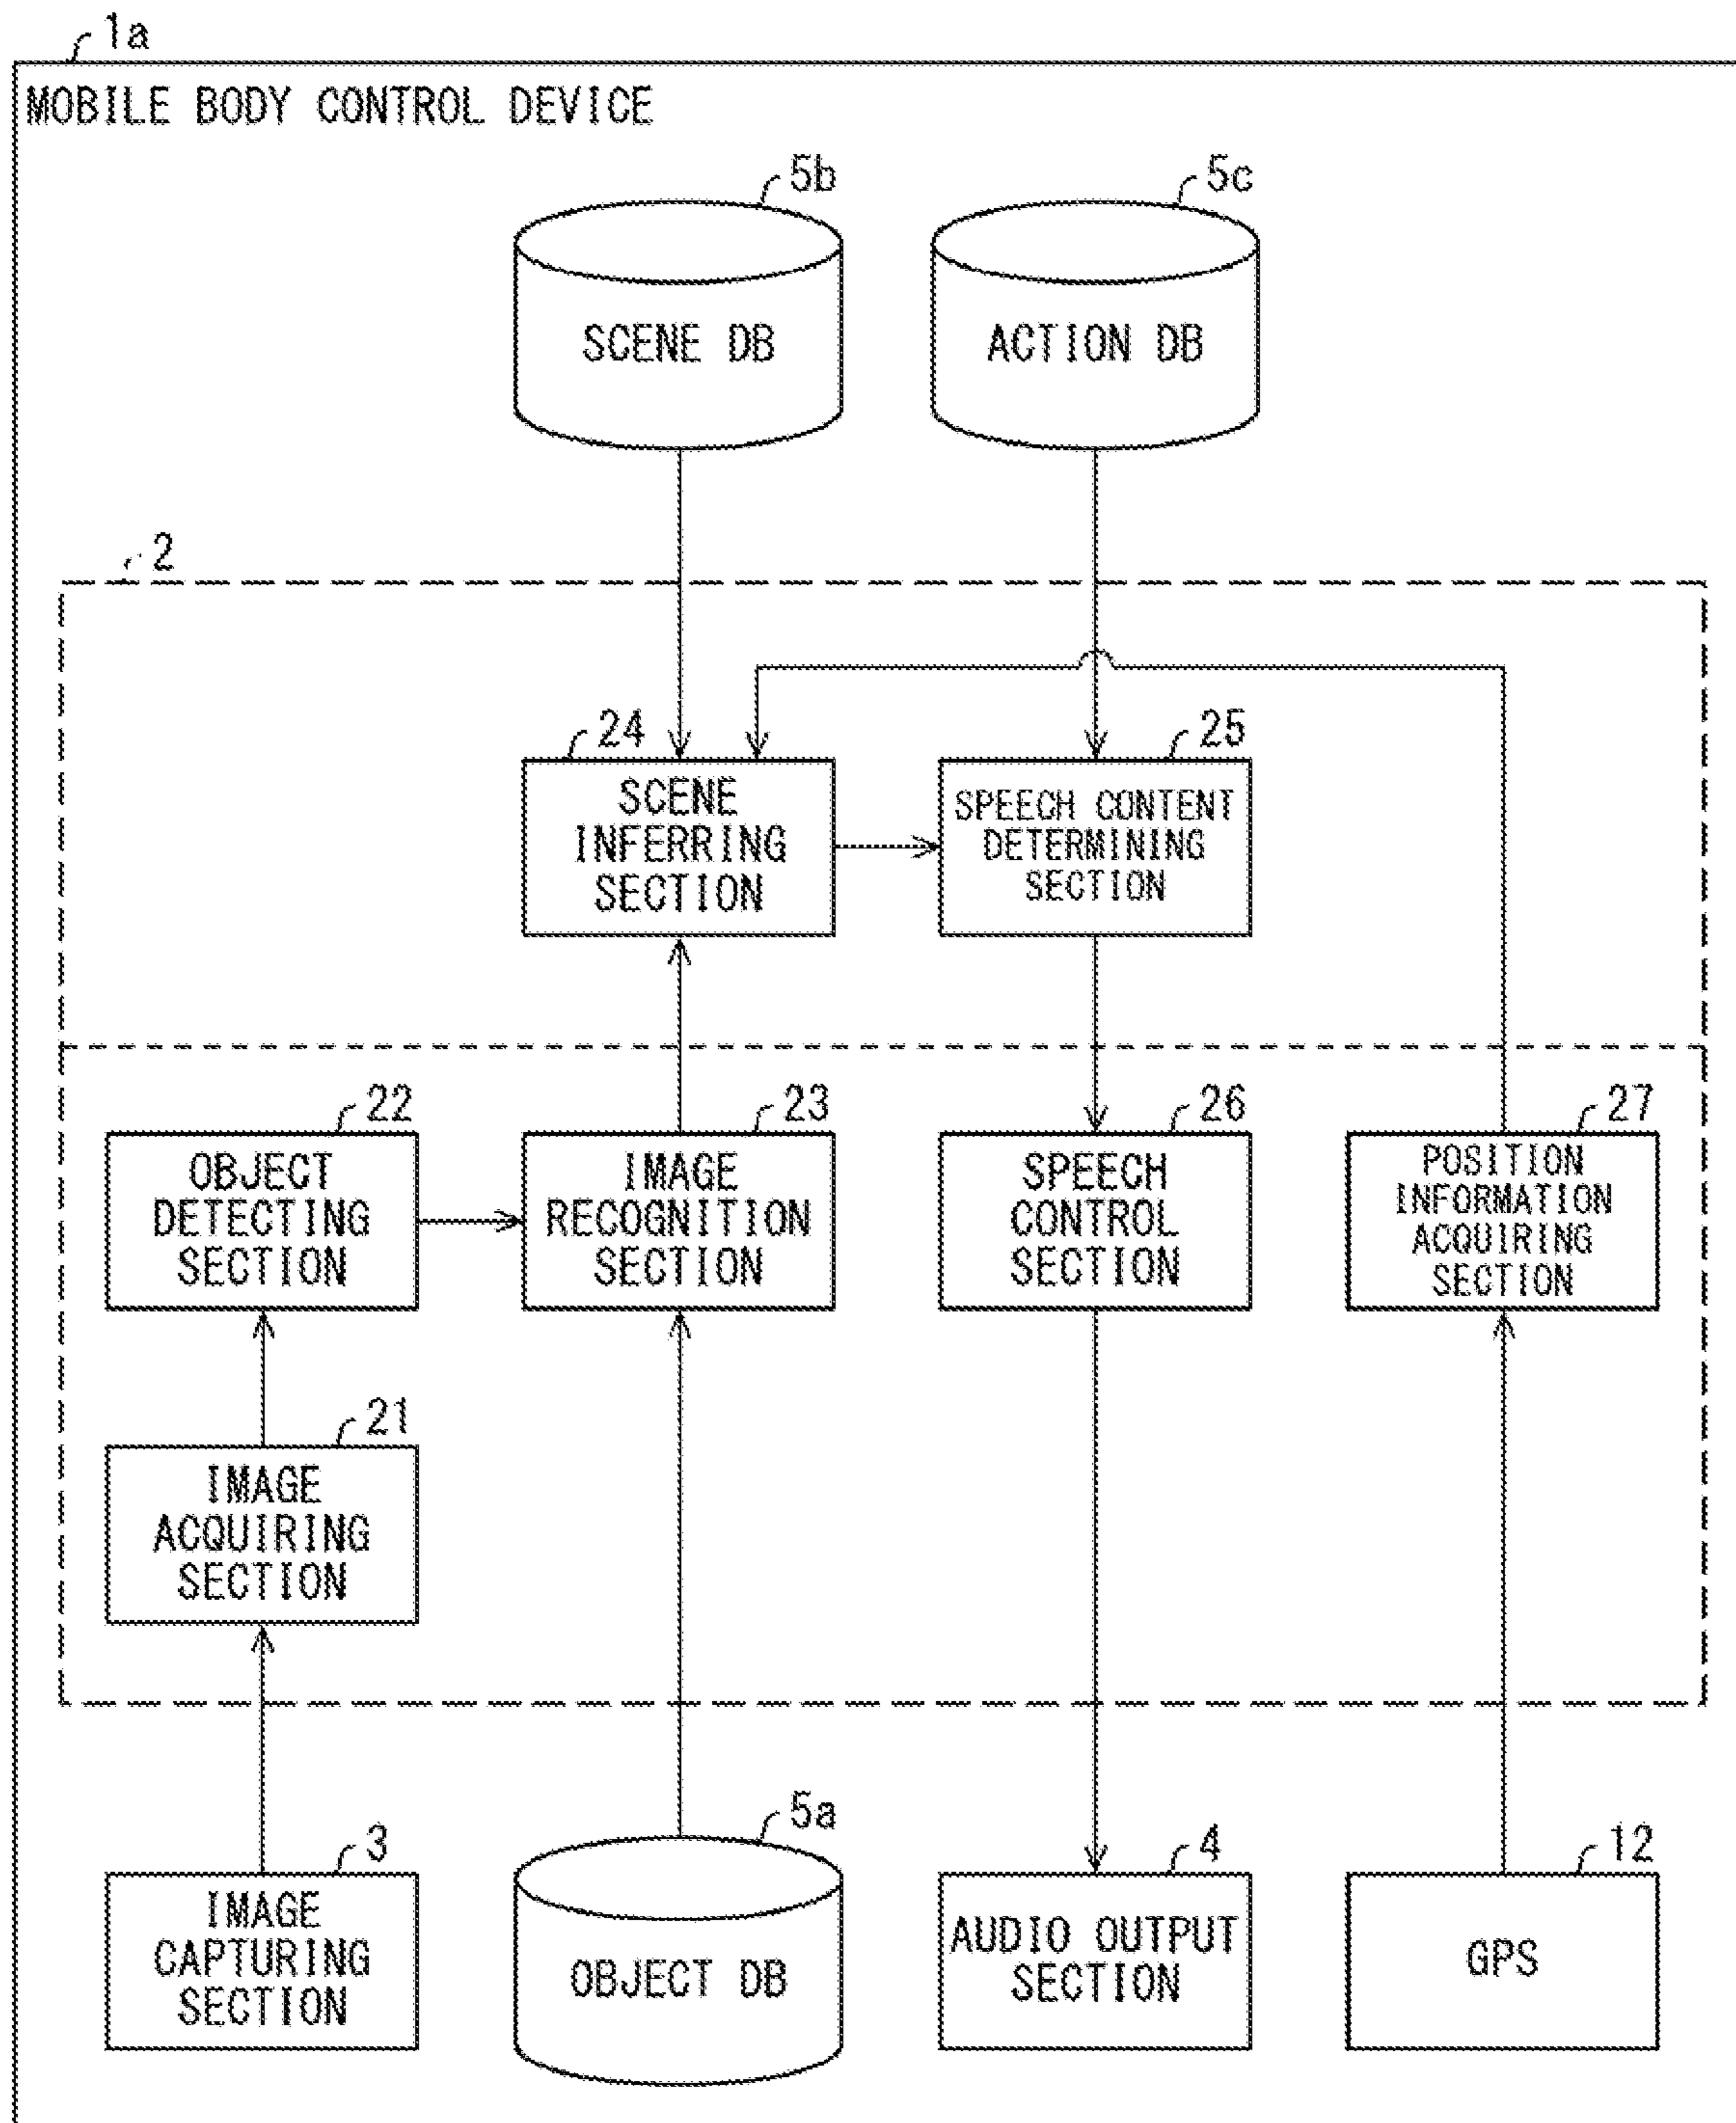 1a
MOBILE BODY CONTROL DEVICE
5b
5c
SCENE DB
ACTION DB
2
24
25
SCENE
INFERRING
SECTION
SPEECH CONTENT
DETERMINING
SECTION
22
23
26
27
OBJECT
DETECTING
SECTION
IMAGE
RECOGNITION
SECTION
SPEECH
CONTROL
SECTION
POSITION
INFORMATION
ACQUIRING
SECTION
21
IMAGE
ACQUIRING
SECTION
3
5a
4
12
IMAGE
CAPTURING
SECTION
OBJECT DB
AUDIO OUTPUT
SECTION
GPS